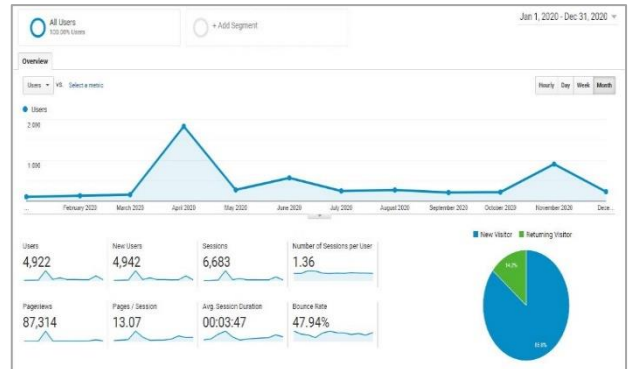 All Users
100.00% Users
+ Add Segment
Jan 1, 2020 - Dec 31, 2020
Overview
Users
VS.
Select a metric
Hourly Day Week Month
Users
2,000
1,000
...
February 2020
March 2020
April 2020
May 2020
June 2020
July 2020
August 2020
September 2020
October 2020
November 2020
Dece...
New Visitor
Returning Visitor
Users
4,922
New Users
4,942
Sessions
6,683
Number of Sessions per User
1.36
Pageviews
87,314
Pages / Session
13.07
Avg. Session Duration
00:03:47
Bounce Rate
47.94%